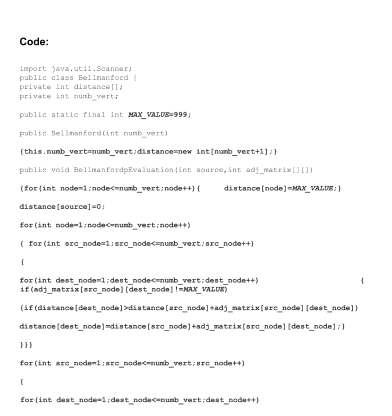 Code:
import java.util.Scanner;
public class Bellmanford {
private int distance[];
private int numb_vert;
public static final int MAX_VALUE=999;
public Bellmanford(int numb_vert)
{this.numb_vert=numb_vert;distance=new int[numb_vert+1];}
public void BellmanfordpEvaluation(int source,int adj_matrix[][])
{for(int node=1;node<=numb_vert;node++){ distance[node]=MAX_VALUE;}
distance[source]=0;
for(int node=1;node<=numb_vert;node++)
{ for(int src_node=1;src_node<=numb_vert;src_node++)
{
for(int dest_node=1;dest_node<=numb_vert;dest_node++) {
if(adj_matrix[src_node][dest_node]!=MAX_VALUE)
{if(distance[dest_node]>distance[src_node]+adj_matrix[src_node][dest_node])
distance[dest_node]=distance[src_node]+adj_matrix[src_node][dest_node];}
}}}
for(int src_node=1;src_node<=numb_vert;src_node++)
{
for(int dest_node=1;dest_node<=numb_vert;dest_node++)